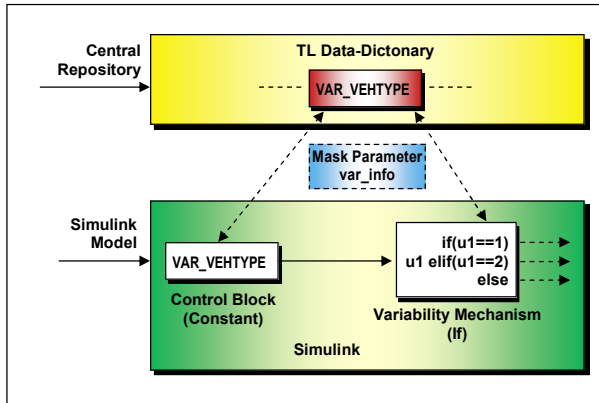 Central
Repository
TL Data-Dictonary
VAR_VEHTYPE
Mask Parameter
var_info
Simulink
Model
VAR_VEHTYPE
Control Block
(Constant)
if(u1==1)
u1 elif(u1==2)
else
Variability Mechanism
(If)
Simulink